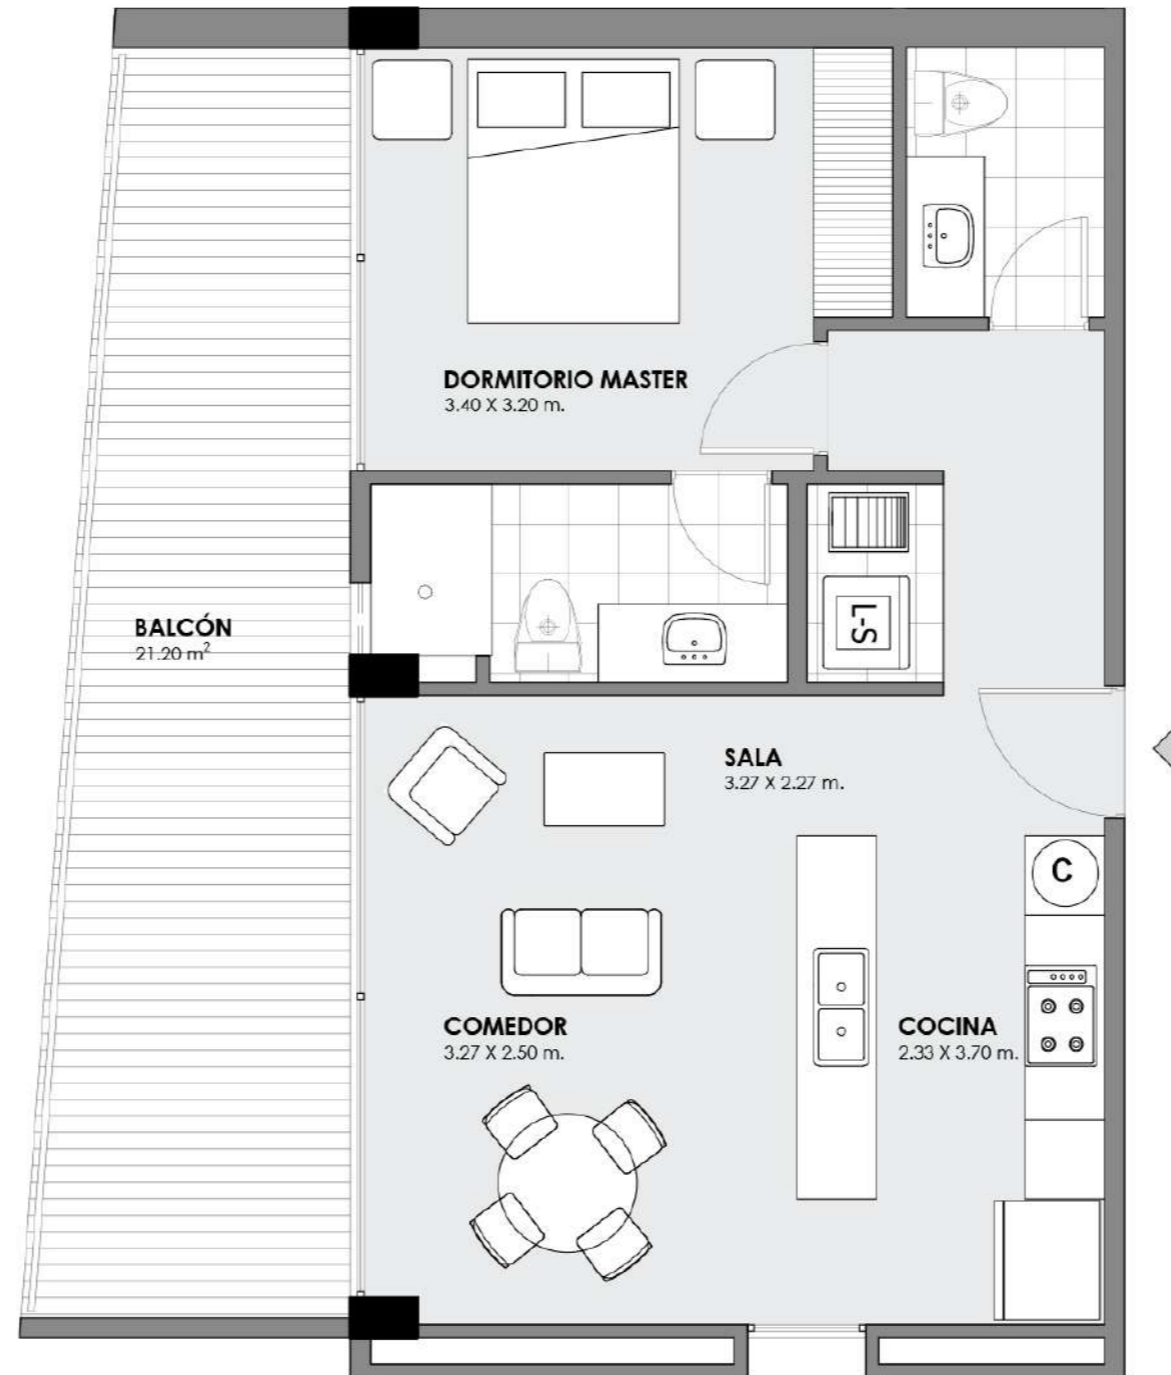 DORMITORIO MASTER
3.40 X 3.20 m.
BALCÓN
21.20 m²
L-S
SALA
3.27 X 2.27 m.
C
COMEDOR
3.27 X 2.50 m.
COCINA
2.33 X 3.70 m.